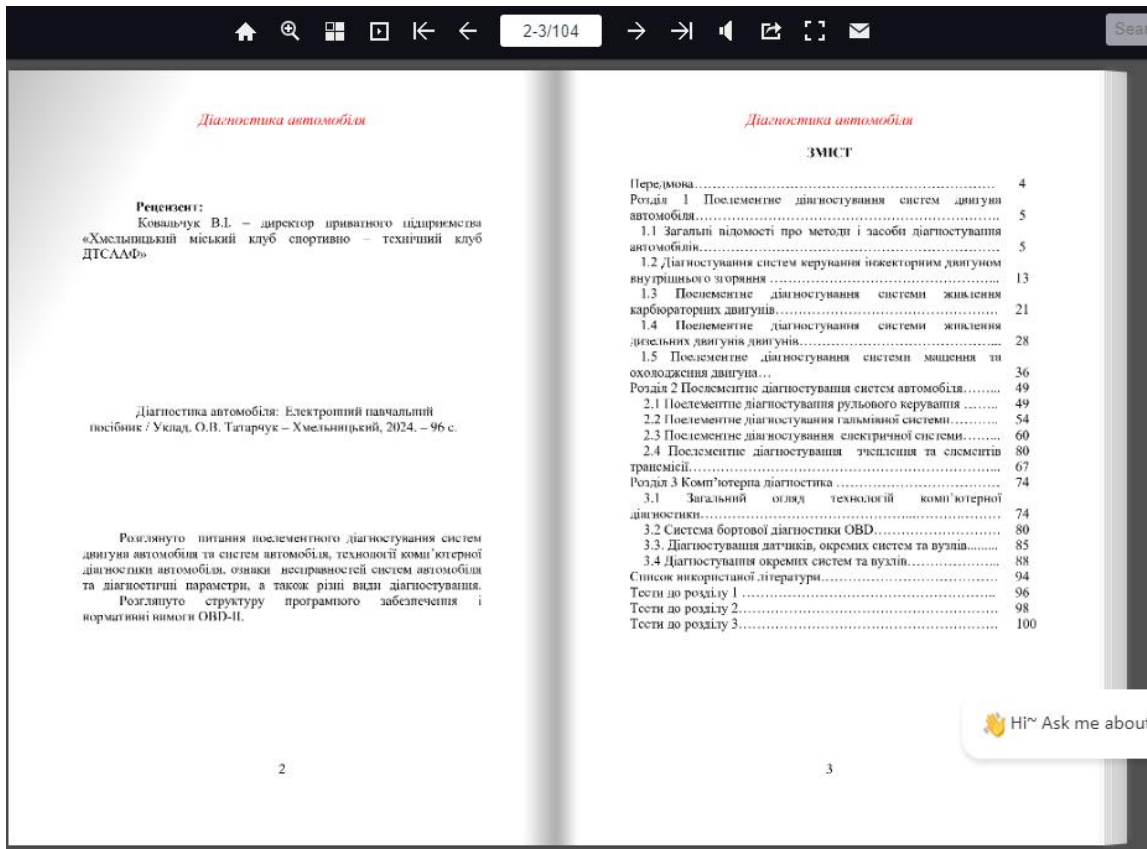 2-3/104
Sear
Діагностика автомобіля
Рецензент:
Ковальчук В.І. – директор приватного підприємства
«Хмельницький міський клуб спортивно – технічний клуб
ДТСААФ»
Діагностика автомобіля: Електронний навчальний
посібник / Уклад. О.В. Татарчук – Хмельницький, 2024. – 96 с.
Розглянуто питання поелементного діагностування систем
двигуна автомобіля та систем автомобіля, технології комп'ютерної
діагностики автомобіля, ознаки несправностей систем автомобіля
та діагностичні параметри, а також різні види діагностування.
Розглянуто структуру програмного забезпечення і
нормативні вимоги OBD-II.
2
Діагностика автомобіля
ЗМІСТ
Передмова………………………………………………………… 4
Розділ 1 Поелементне діагностування систем двигуна
автомобіля………………………………………………………… 5
1.1 Загальні відомості про методи і засоби діагностування
автомобілів………………………………………………………… 5
1.2 Діагностування систем керування інжекторним двигуном
внутрішнього згоряння ………………………………………... 13
1.3 Поелементне діагностування системи живлення
карбюраторних двигунів………………………………………… 21
1.4 Поелементне діагностування системи живлення
дизельних двигунів двигунів………………………………….... 28
1.5 Поелементне діагностування системи мащення та
охолодження двигуна… 36
Розділ 2 Поелементне діагностування систем автомобіля……... 49
2.1 Поелементне діагностування рульового керування …….. 49
2.2 Поелементне діагностування гальмівної системи……….. 54
2.3 Поелементне діагностування електричної системи…….. 60
2.4 Поелементне діагностування зчеплення та елементів 80
трансмісії………………………………………………………... 67
Розділ 3 Комп'ютерна діагностика ……………………………… 74
3.1 Загальний огляд технологій комп'ютерної
діагностики………………………………………………………… 74
3.2 Система бортової діагностики OBD……………………… 80
3.3. Діагностування датчиків, окремих систем та вузлів......... 85
3.4 Діагностування окремих систем та вузлів……………….. 88
Список використаної літератури………………………………… 94
Тести до розділу 1 ……………………………………………….. 96
Тести до розділу 2………………………………………………… 98
Тести до розділу 3………………………………………………… 100
3
Hi~ Ask me about